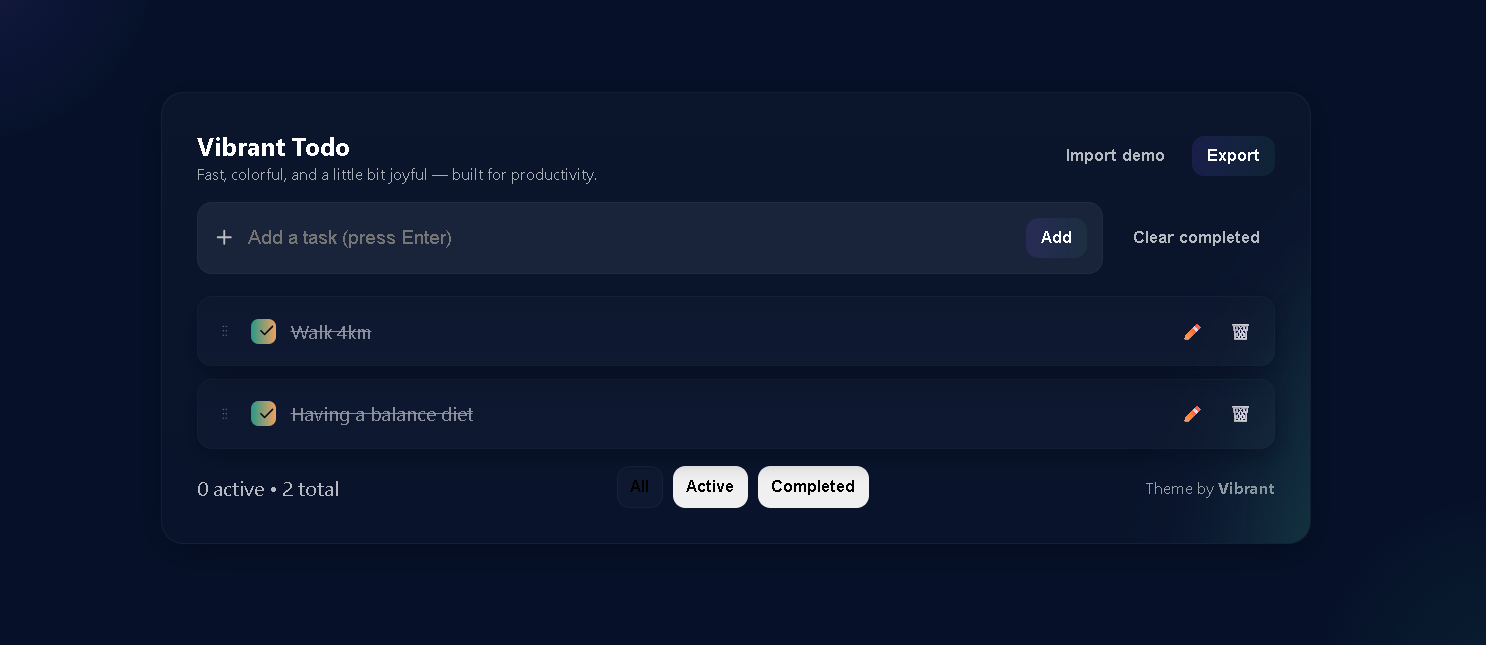 Vibrant Todo
Fast, colorful, and a little bit joyful — built for productivity.
Import demo
Export
Add a task (press Enter)
Add
Clear completed
Walk 4km
Having a balance diet
0 active • 2 total
All
Active
Completed
Theme by Vibrant